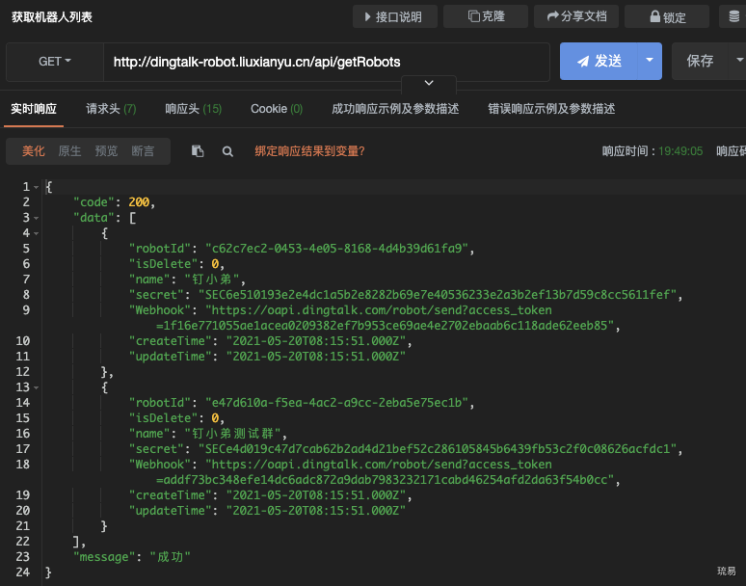 获取机器人列表
接口说明 克隆 分享文档 锁定
GET http://dingtalk-robot.liuxianyu.cn/api/getRobots 发送 保存
实时响应 请求头 (7) 响应头 (15) Cookie (0) 成功响应示例及参数描述 错误响应示例及参数描述
美化 原生 预览 断言 绑定响应结果到变量? 响应时间 : 19:49:05 响应码
1 {
2 "code": 200,
3 "data": [
4 {
5 "robotId": "c62c7ec2-0453-4e05-8168-4d4b39d61fa9",
6 "isDelete": 0,
7 "name": "钉小弟",
8 "secret": "SEC6e510193e2e4dc1a5b2e8282b69e7e40536233e2a3b2ef13b7d59c8cc5611fef",
9 "Webhook": "https://oapi.dingtalk.com/robot/send?access_token
=1f16e771055ae1acea0209382ef7b953ce69ae4e2702ebaab6c118ade62eeb85",
10 "createTime": "2021-05-20T08:15:51.000Z",
11 "updateTime": "2021-05-20T08:15:51.000Z"
12 },
13 {
14 "robotId": "e47d610a-f5ea-4ac2-a9cc-2eba5e75ec1b",
15 "isDelete": 0,
16 "name": "钉小弟测试群",
17 "secret": "SECe4d019c47d7cab62b2ad4d21bef52c286105845b6439fb53c2f0c08626acfdc1",
18 "Webhook": "https://oapi.dingtalk.com/robot/send?access_token
=addf73bc348efe14dc6adc872a9dab7983232171cabd46254afd2da63f54b0cc",
19 "createTime": "2021-05-20T08:15:51.000Z",
20 "updateTime": "2021-05-20T08:15:51.000Z"
21 }
22 ],
23 "message": "成功"
24 }
琉易